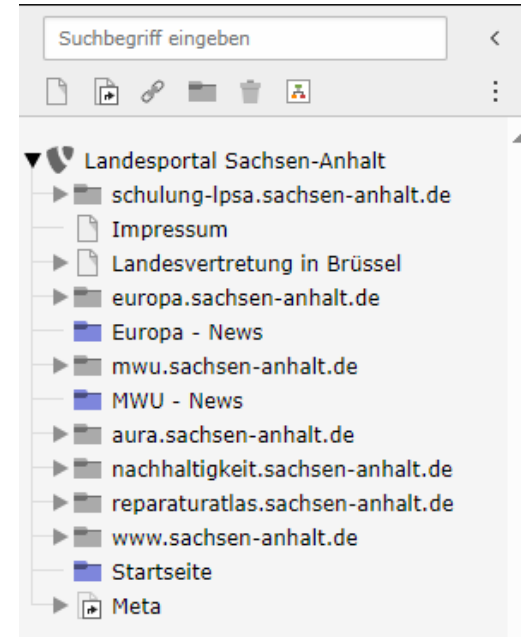 Suchbegriff eingeben
Landesportal Sachsen-Anhalt
schulung-lpsa.sachsen-anhalt.de
Impressum
Landesvertretung in Brüssel
europa.sachsen-anhalt.de
Europa - News
mwu.sachsen-anhalt.de
MWU - News
aura.sachsen-anhalt.de
nachhaltigkeit.sachsen-anhalt.de
reparaturatlas.sachsen-anhalt.de
www.sachsen-anhalt.de
Startseite
Meta